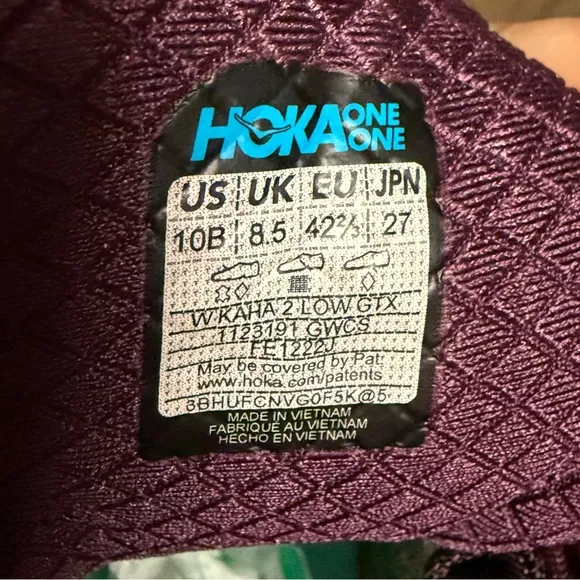 HOKA ONE ONE
US UK EU JPN
10B 8.5 42⅔ 27
W KAHA 2 LOW GTX
1123191 GWCS
FE1222J
May be covered by Pat:
www.hoka.com/patents
3BHUFCNVG0F5K@5
MADE IN VIETNAM
FABRIQUÉ AU VIETNAM
HECHO EN VIETNAM